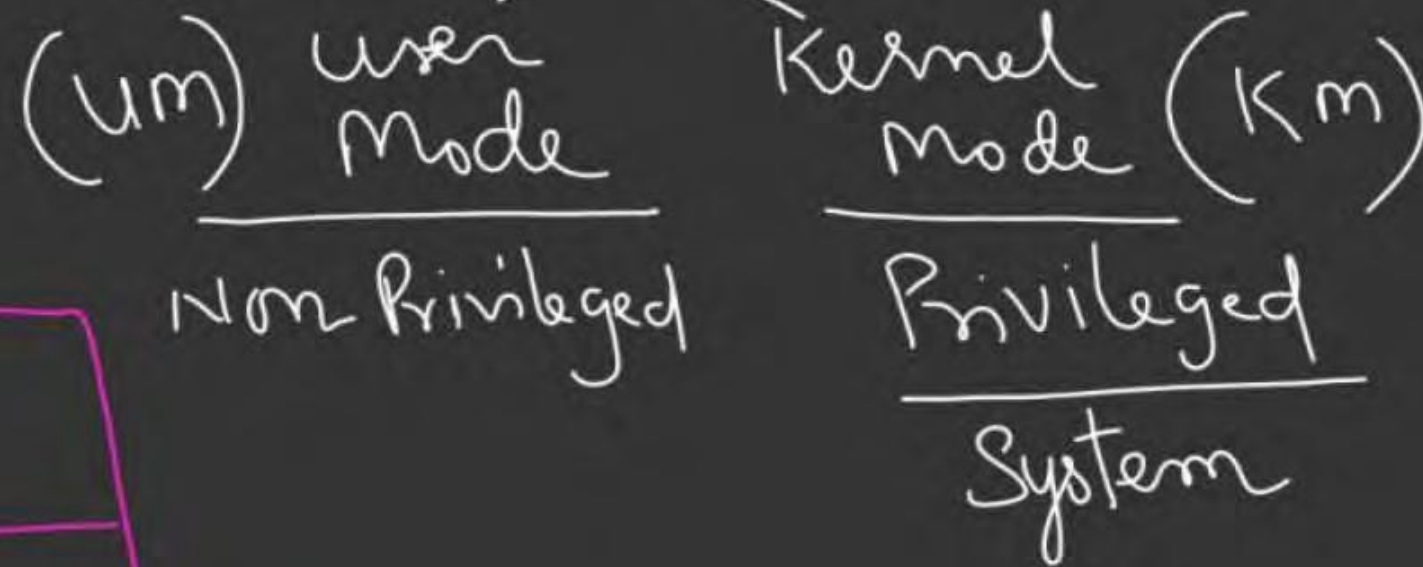 (um) user Mode
Kernel Mode (Km)
Non Privileged
Privileged
System